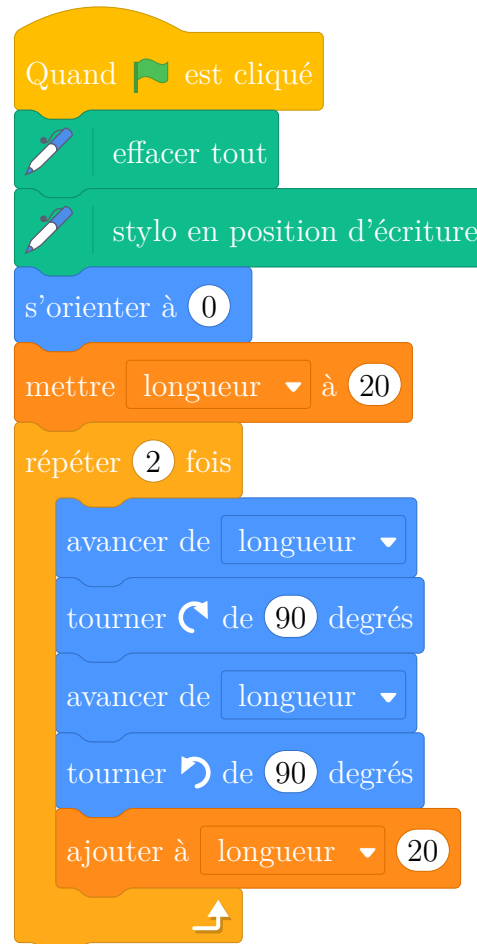 Quand est cliqué
effacer tout
stylo en position d'écriture
s'orienter à 0
mettre longueur à 20
répéter 2 fois
avancer de longueur
tourner de 90 degrés
avancer de longueur
tourner de 90 degrés
ajouter à longueur 20